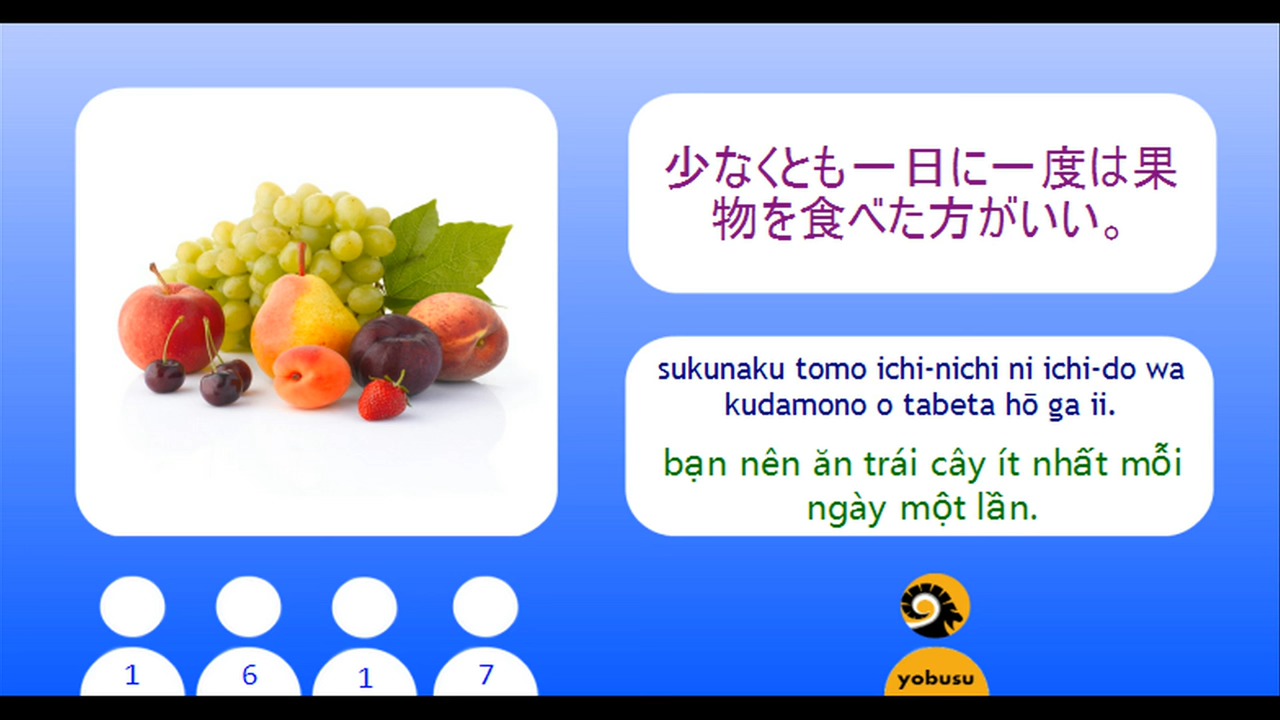 少なくとも一日に一度は果
物を食べた方がいい。
sukunaku tomo ichi-nichi ni ichi-do wa
kudamono o tabeta hō ga ii.
bạn nên ăn trái cây ít nhất mỗi
ngày một lần.
1 6 1 7
yobusu